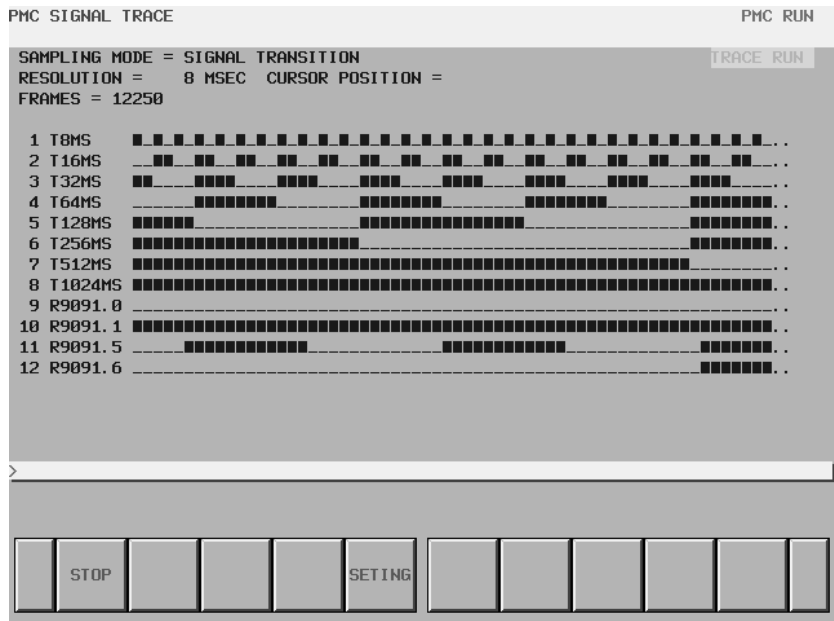 PMC SIGNAL TRACE PMC RUN
SAMPLING MODE = SIGNAL TRANSITION TRACE RUN
RESOLUTION = 8 MSEC CURSOR POSITION =
FRAMES = 12250
1 T8MS
2 T16MS
3 T32MS
4 T64MS
5 T128MS
6 T256MS
7 T512MS
8 T1024MS
9 R9091.0
10 R9091.1
11 R9091.5
12 R9091.6
>
STOP SETING